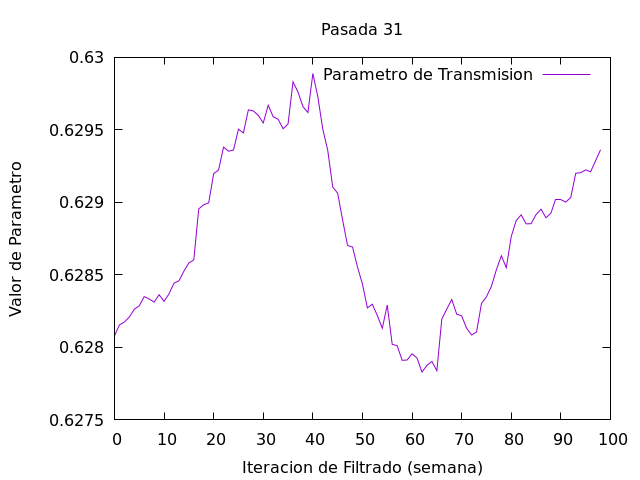 Pasada 31
Parametro de Transmision
Valor de Parametro
0.63
0.6295
0.629
0.6285
0.628
0.6275
0 10 20 30 40 50 60 70 80 90 100
Iteracion de Filtrado (semana)